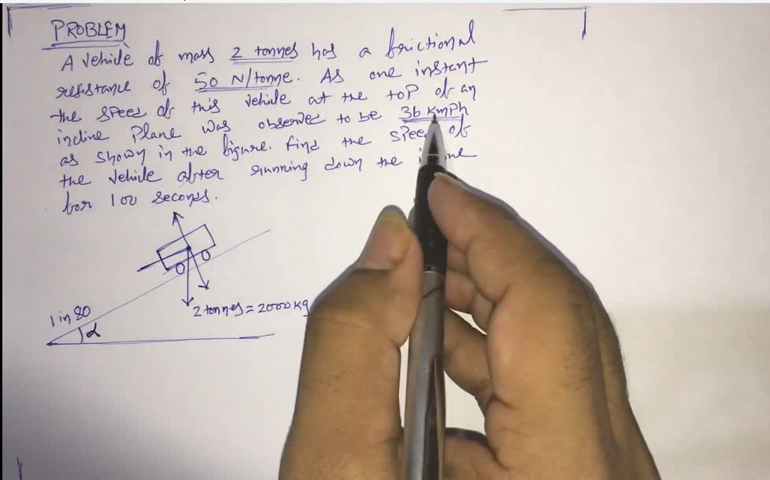 PROBLEM
A vehicle of mass 2 tonnes has a frictional
resistance of 50 N/tonne. As one instant
the speed of this vehicle at the top of an
incline plane was observed to be 36 kmph
as shown in the figure. Find the speed of
the vehicle after running down the
for 100 seconds.
2 tonnes = 2000 kg
1 in 80
α